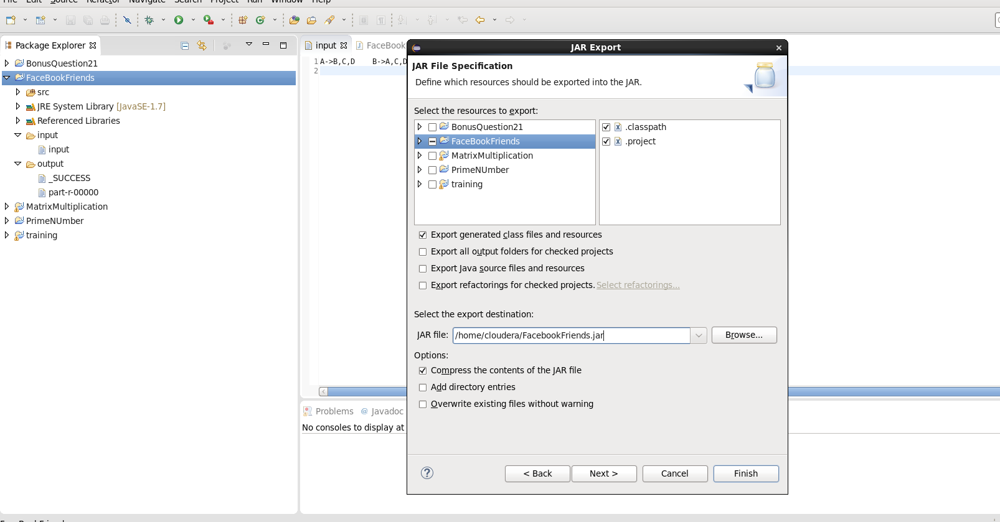 File Edit Source Refactor Navigate Search Project Run Window Help
Package Explorer
BonusQuestion21
FaceBookFriends
src
JRE System Library [JavaSE-1.7]
Referenced Libraries
input
input
output
_SUCCESS
part-r-00000
MatrixMultiplication
PrimeNUmber
training
input
FaceBook
1 A->B,C,D B->A,C,D
2
Problems @ Javadoc
No consoles to display at
JAR Export
JAR File Specification
Define which resources should be exported into the JAR.
Select the resources to export:
BonusQuestion21
FaceBookFriends
MatrixMultiplication
PrimeNUmber
training
.classpath
.project
Export generated class files and resources
Export all output folders for checked projects
Export Java source files and resources
Export refactorings for checked projects. Select refactorings...
Select the export destination:
JAR file: /home/cloudera/FacebookFriends.jar Browse...
Options:
Compress the contents of the JAR file
Add directory entries
Overwrite existing files without warning
? < Back Next > Cancel Finish